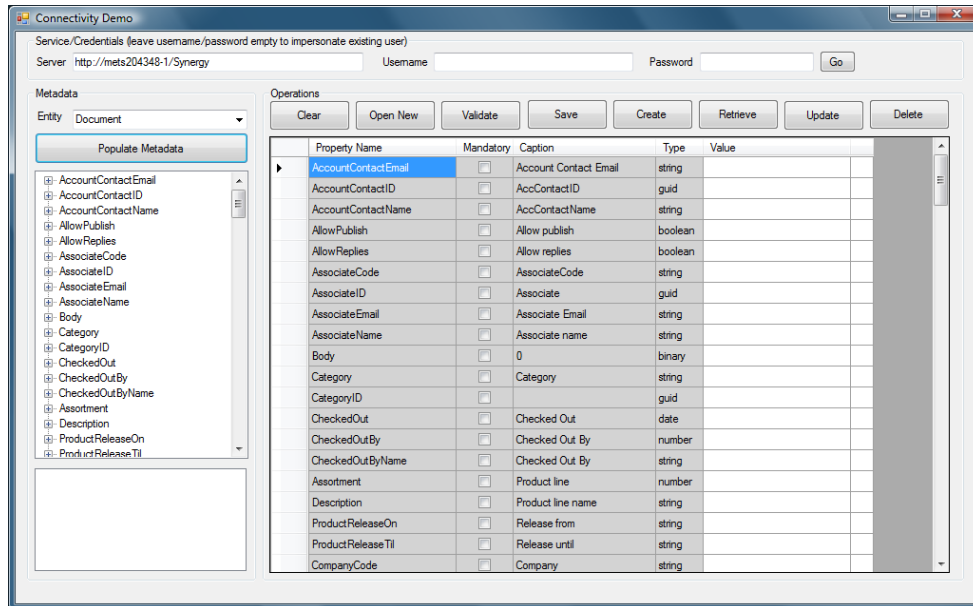 Connectivity Demo
Service/Credentials (leave username/password empty to impersonate existing user)
Server http://mets204348-1/Synergy Username Password Go
Metadata
Entity Document
Populate Metadata
AccountContactEmail
AccountContactID
AccountContactName
AllowPublish
AllowReplies
AssociateCode
AssociateID
AssociateEmail
AssociateName
Body
Category
CategoryID
CheckedOut
CheckedOutBy
CheckedOutByName
Assortment
Description
ProductReleaseOn
ProductReleaseTil
Operations
Clear Open New Validate Save Create Retrieve Update Delete
Property Name Mandatory Caption Type Value
AccountContactEmail Account Contact Email string
AccountContactID AccContactID guid
AccountContactName AccContactName string
AllowPublish Allow publish boolean
AllowReplies Allow replies boolean
AssociateCode AssociateCode string
AssociateID Associate guid
AssociateEmail Associate Email string
AssociateName Associate name string
Body 0 binary
Category Category string
CategoryID guid
CheckedOut Checked Out date
CheckedOutBy Checked Out By number
CheckedOutByName Checked Out By string
Assortment Product line number
Description Product line name string
ProductReleaseOn Release from string
ProductReleaseTil Release until string
CompanyCode Company string